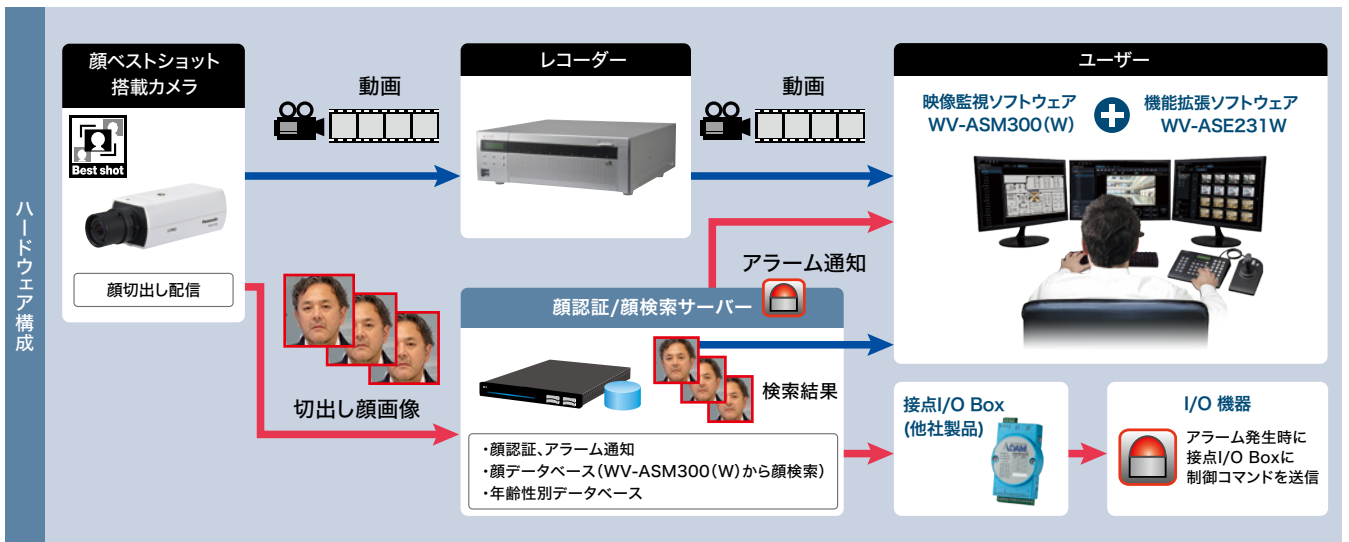 ハードウェア構成
顔ベストショット
搭載カメラ
Best shot
Panasonic
顔切出し配信
動画
レコーダー
動画
ユーザー
映像監視ソフトウェア
WV-ASM300(W)
機能拡張ソフトウェア
WV-ASE231W
切出し顔画像
アラーム通知
顔認証/顔検索サーバー
検索結果
・顔認証、アラーム通知
・顔データベース(WV-ASM300(W)から顔検索)
・年齢性別データベース
接点I/O Box
(他社製品)
ADAM
I/O 機器
アラーム発生時に
接点I/O Boxに
制御コマンドを送信